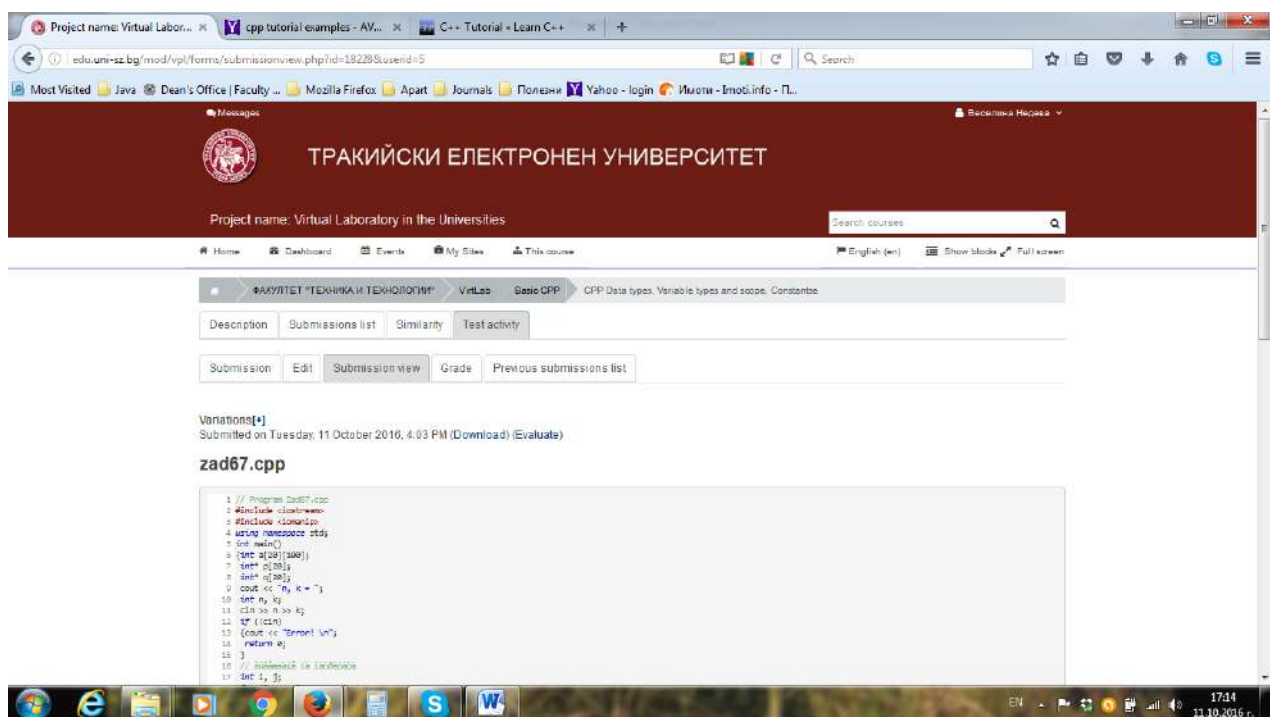 Project name: Virtual Labor... × cpp tutorial examples - AV... × C++ Tutorial « Learn C++ × +
edu.uni-sz.bg/mod/vpl/forms/submissionview.php?id=18228&userid=5 Search
Most Visited Java Dean's Office | Faculty ... Mozilla Firefox Apart Journals Полезни Yahoo - login Имоти - Imoti.info - П...
Messages Веселина Недева
ТРАКИЙСКИ ЕЛЕКТРОНЕН УНИВЕРСИТЕТ
Project name: Virtual Laboratory in the Universities Search courses
Home Dashboard Events My Sites This course English (en) Show blocks Full screen
ФАКУЛТЕТ "ТЕХНИКА И ТЕХНОЛОГИИ" VirtLab Basic CPP CPP Data types, Variable types and scope, Constantse
Description Submissions list Similarity Test activity
Submission Edit Submission view Grade Previous submissions list
Variations[+]
Submitted on Tuesday, 11 October 2016, 4:03 PM (Download) (Evaluate)
zad67.cpp
1 // Program Zad67.cpp
2 #include <iostream>
3 #include <iomanip>
4 using namespace std;
5 int main()
6 {int a[20][100];
7 int* p[20];
8 int* q[20];
9 cout << "n, k = ";
10 int n, k;
11 cin >> n >> k;
12 if (!cin)
13 {cout << "Error! \n";
14 return 0;
15 }
16 //
17 int i, j;
EN 17:14
11.10.2016 г.